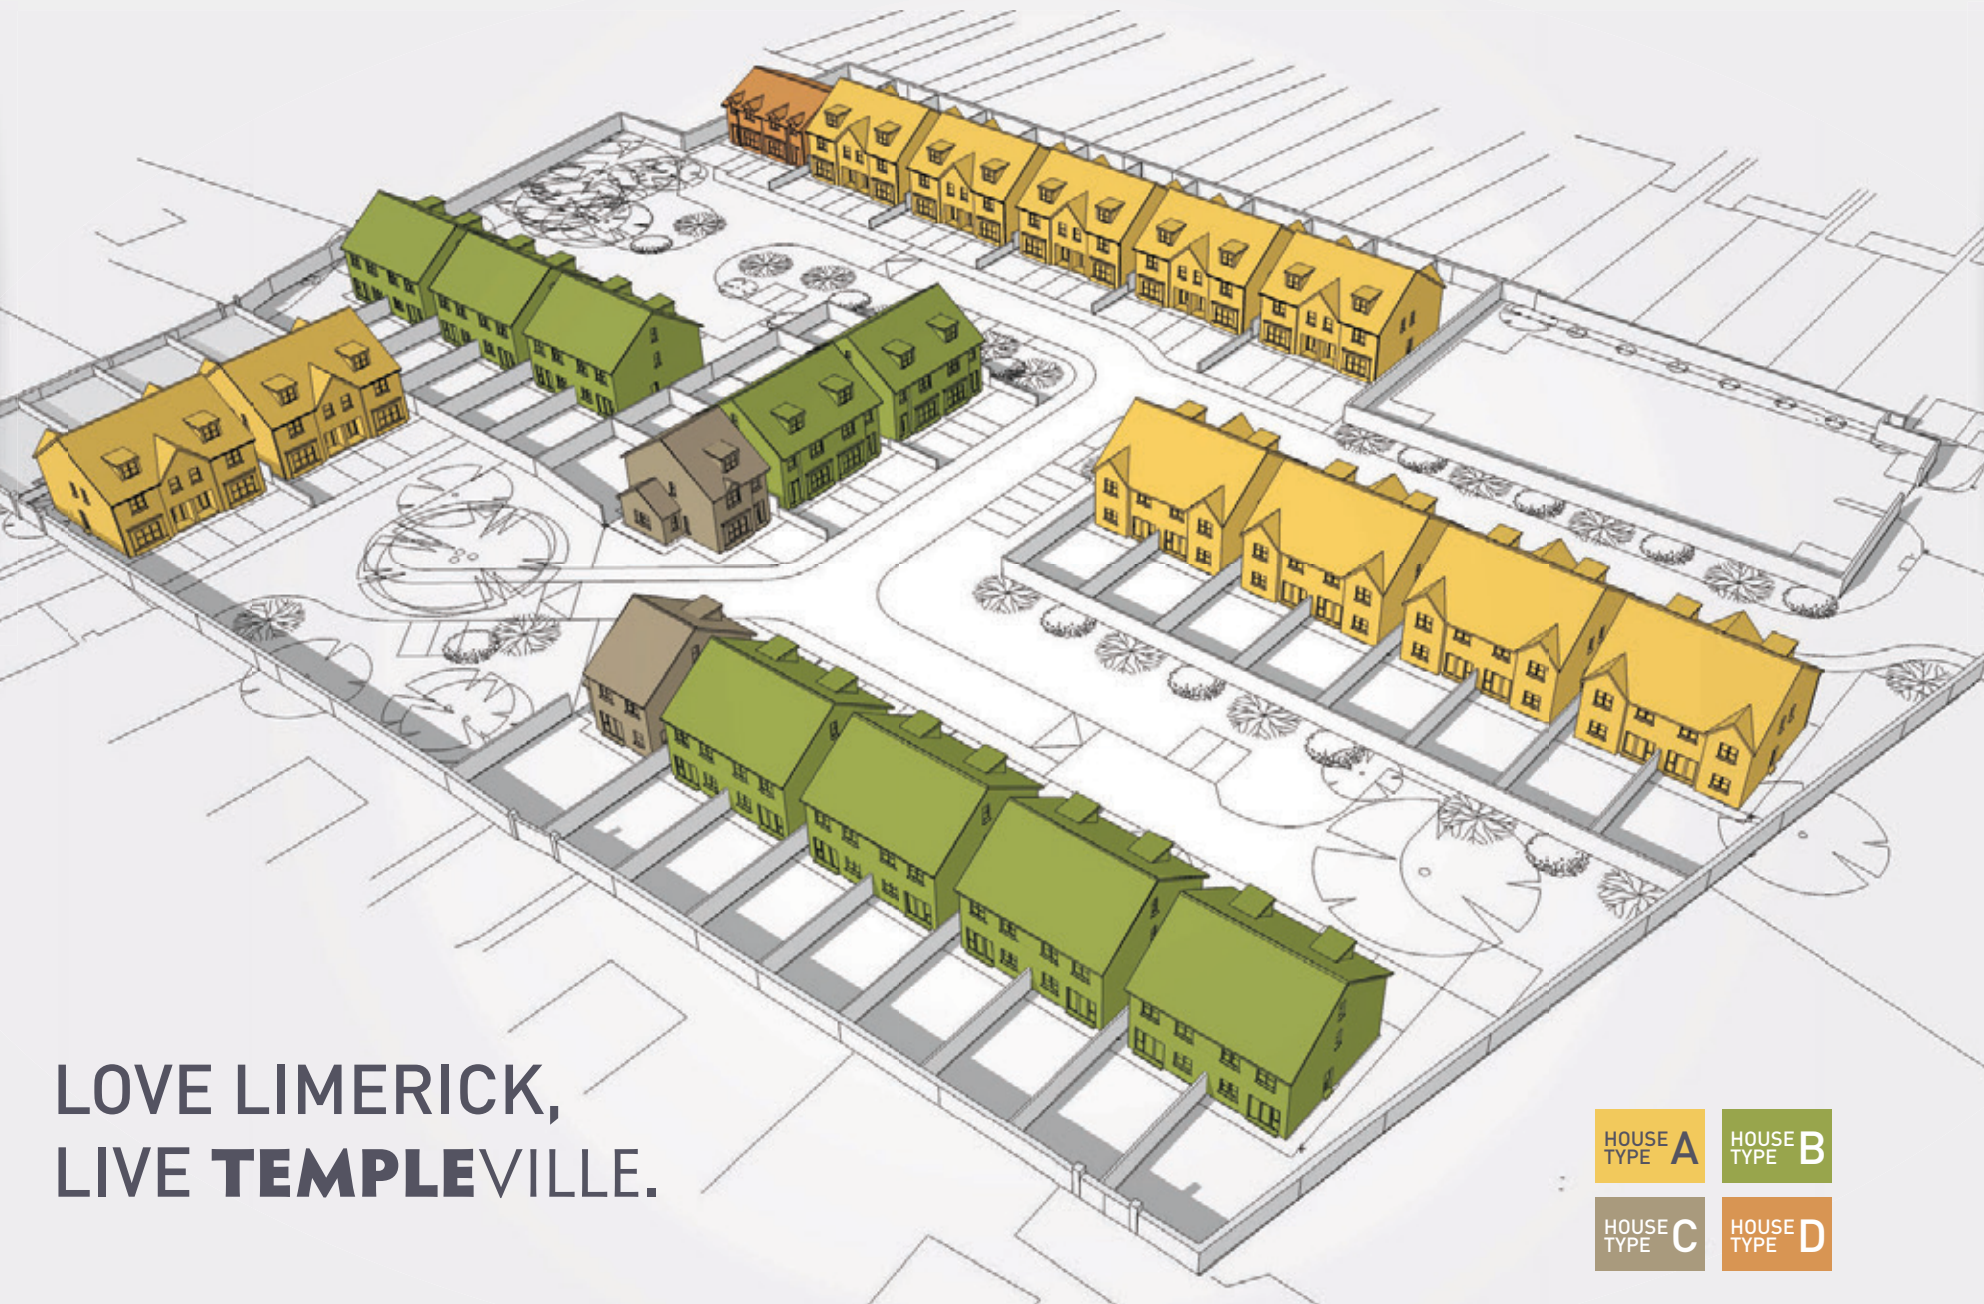 LOVE LIMERICK,
LIVE TEMPLEVILLE.
HOUSE TYPE A
HOUSE TYPE B
HOUSE TYPE C
HOUSE TYPE D